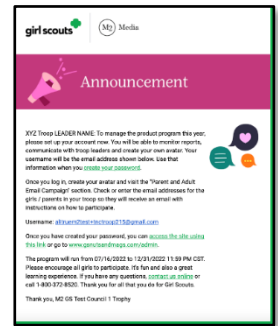 girl scouts
M2 Media
Announcement
XYZ Troop LEADER NAME: To manage the product program this year,
please set up your account now. You will be able to monitor reports,
communicate with troop leaders and create your own avatar. Your
username will be the email address shown below. Use that
information when you create your password.
Once you log in, create your avatar and visit the "Parent and Adult
Email Campaign" section. Check or enter the email addresses for the
girls / parents in your troop so they will receive an email with
instructions on how to participate.
Username:
Once you have created your password, you can access the site using
this link or go to www.gsnutsandmags.com/admin.
The program will run from 07/16/2022 to 12/31/2022 11:59 PM CST.
Please encourage all girls to participate. It's fun and also a great
learning experience. If you have any questions, contact us online or
call 1-800-372-8520. Thank you for all that you do for Girl Scouts.
Thank you, M2 GS Test Council 1 Trophy